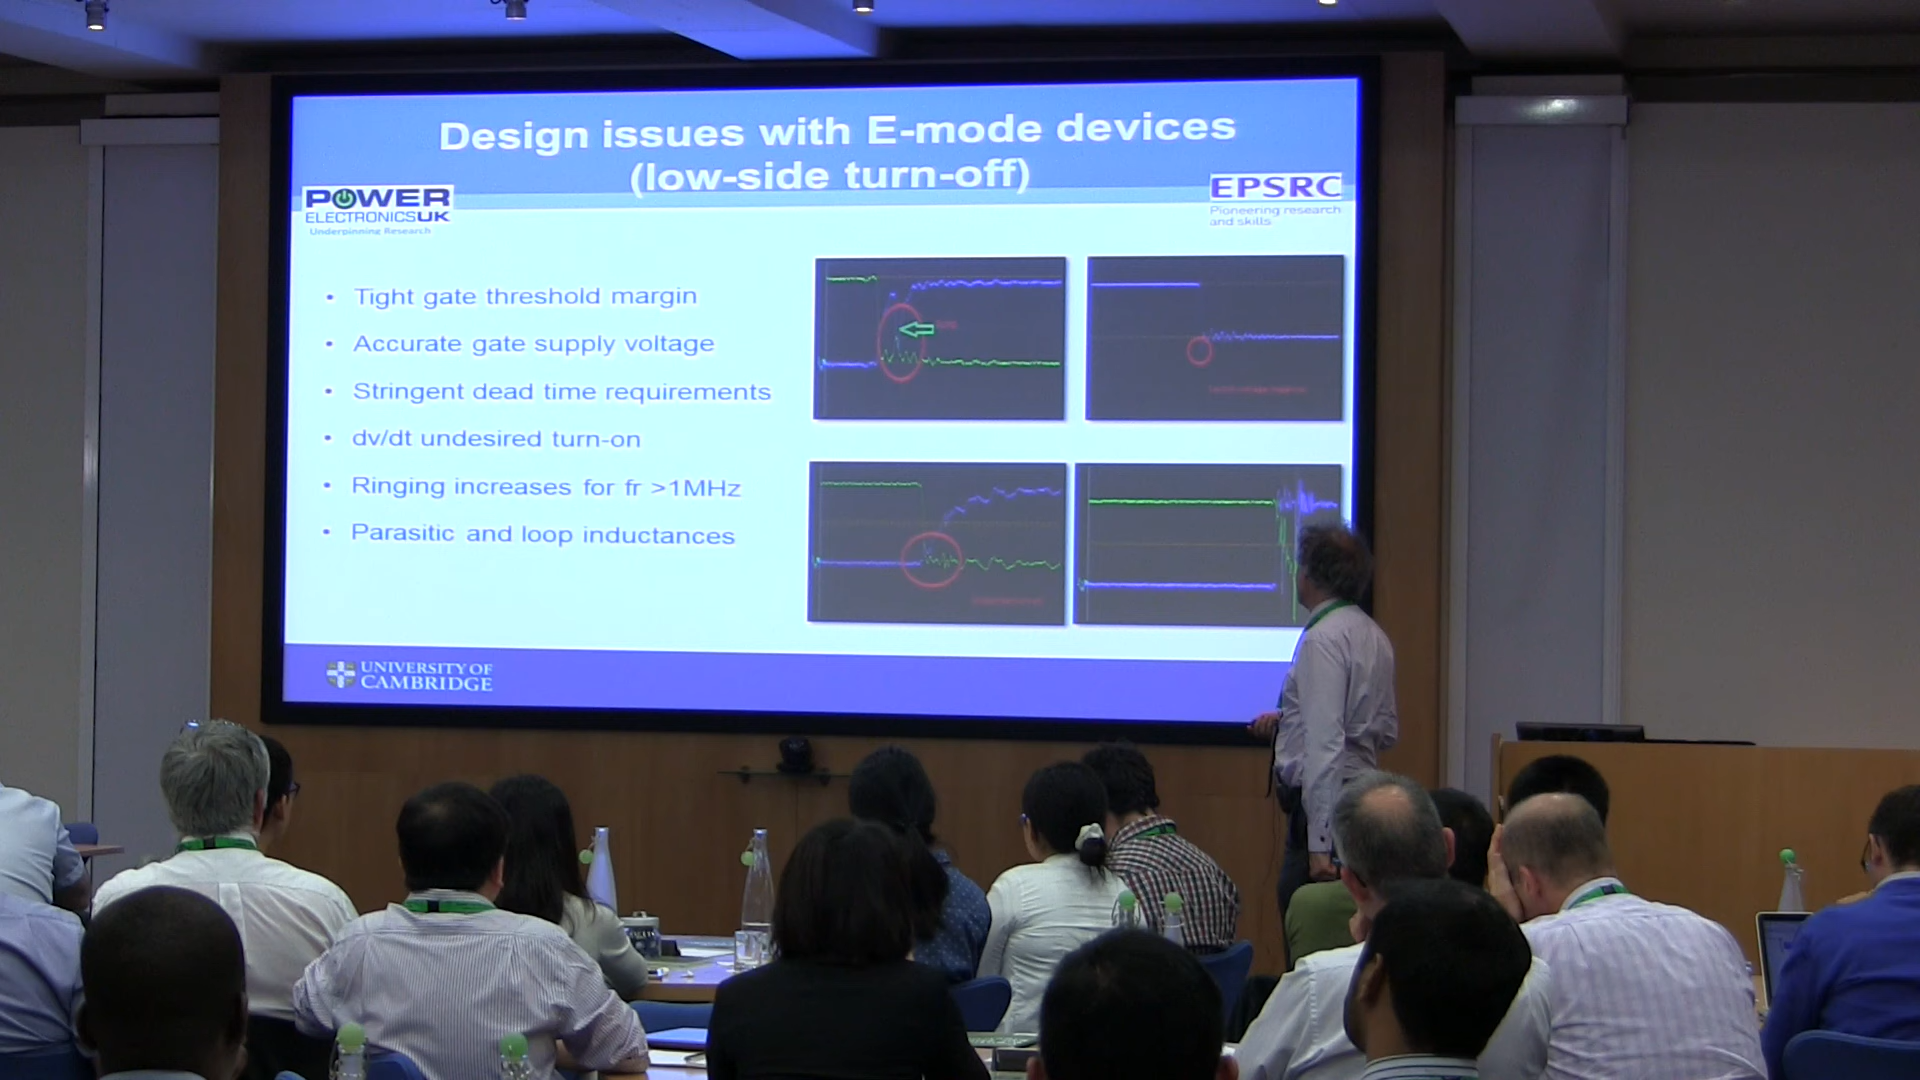 Design issues with E-mode devices
(low-side turn-off)
POWER
ELECTRONICSUK
Underpinning Research
EPSRC
Pioneering research
and skills
• Tight gate threshold margin
• Accurate gate supply voltage
• Stringent dead time requirements
• dv/dt undesired turn-on
• Ringing increases for fr >1MHz
• Parasitic and loop inductances
UNIVERSITY OF
CAMBRIDGE